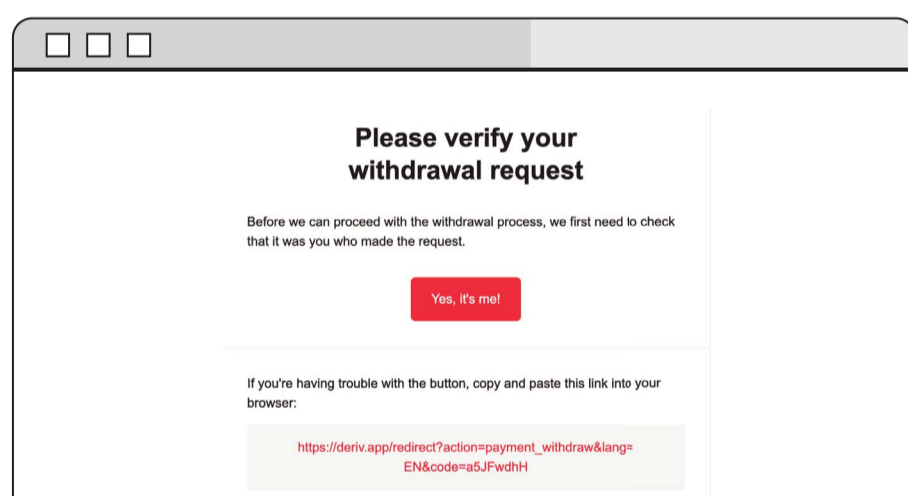 Please verify your
withdrawal request
Before we can proceed with the withdrawal process, we first need to check
that it was you who made the request.
Yes, it's me!
If you're having trouble with the button, copy and paste this link into your
browser:
https://deriv.app/redirect?action=payment_withdraw&lang=
EN&code=a5JFwdhH